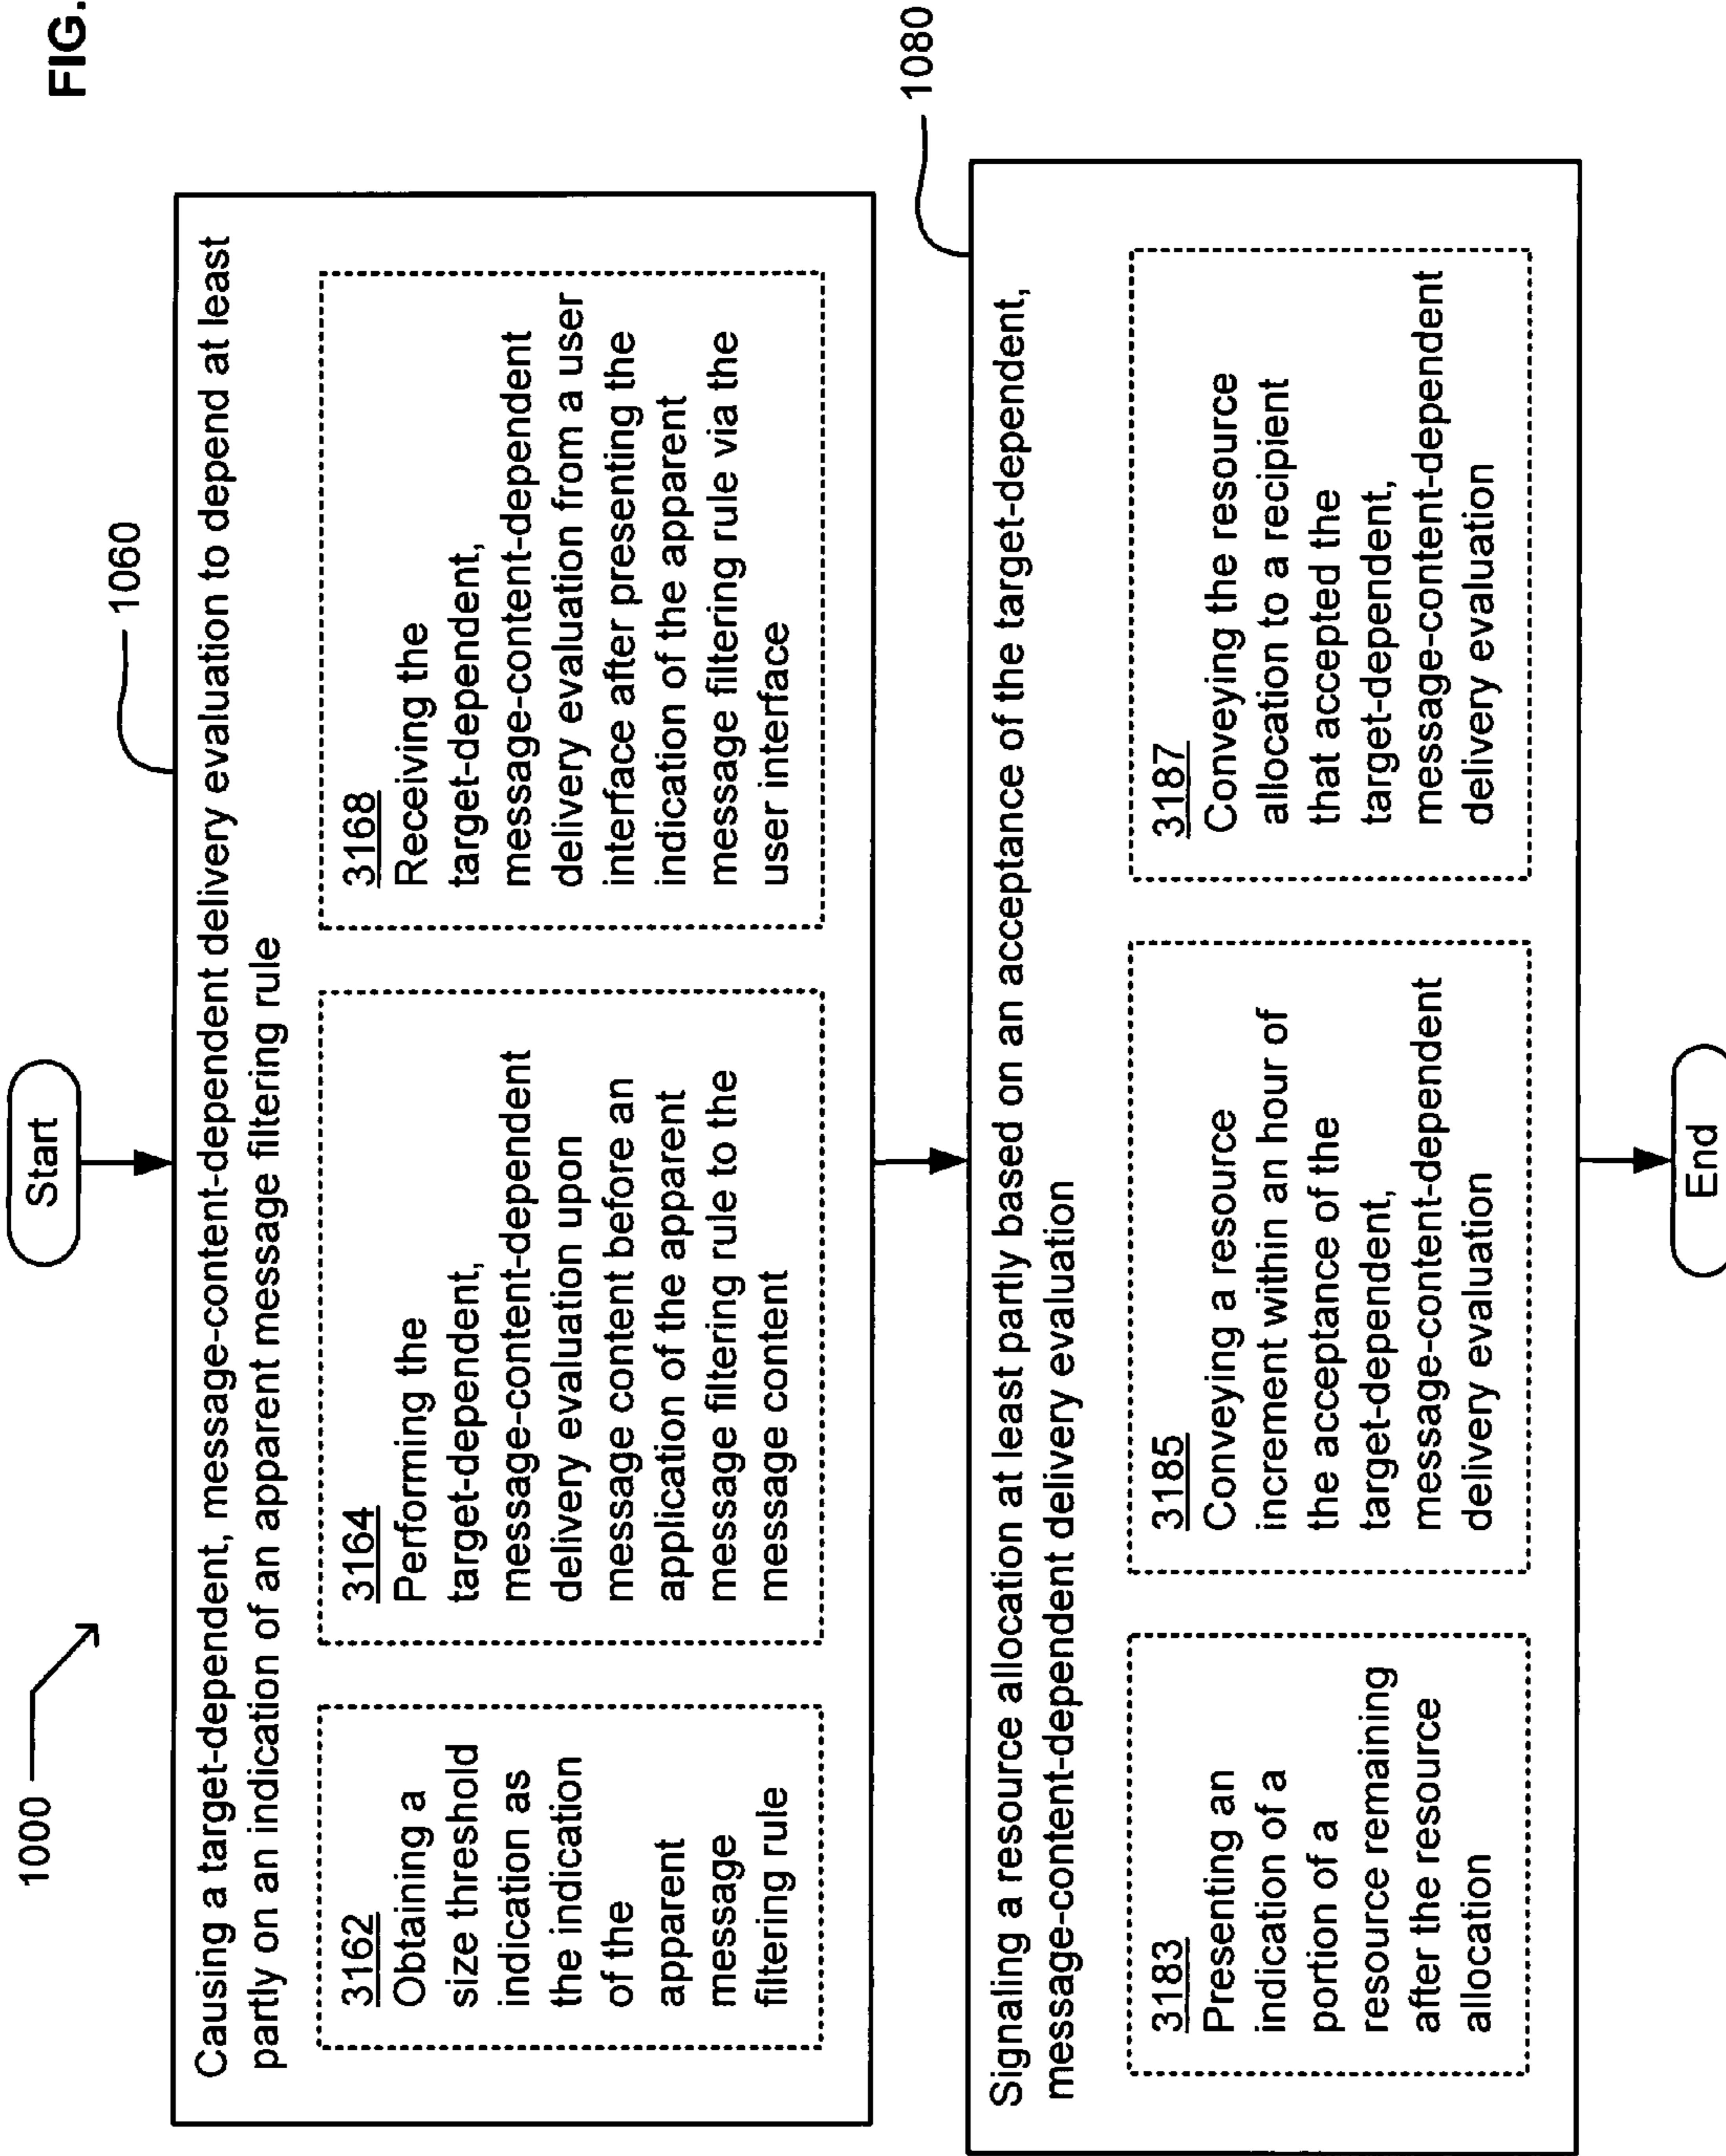 FIG.
1000
Start
1060
Causing a target-dependent, message-content-dependent delivery evaluation to depend at least
partly on an indication of an apparent message filtering rule
3162
Obtaining a
size threshold
indication as
the indication
of the
apparent
message
filtering rule
3164
Performing the
target-dependent,
message-content-dependent
delivery evaluation upon
message content before an
application of the apparent
message filtering rule to the
message content
3168
Receiving the
target-dependent,
message-content-dependent
delivery evaluation from a user
interface after presenting the
indication of the apparent
message filtering rule via the
user interface
1080
Signaling a resource allocation at least partly based on an acceptance of the target-dependent,
message-content-dependent delivery evaluation
3183
Presenting an
indication of a
portion of a
resource remaining
after the resource
allocation
3185
Conveying a resource
increment within an hour of
the acceptance of the
target-dependent,
message-content-dependent
delivery evaluation
3187
Conveying the resource
allocation to a recipient
that accepted the
target-dependent,
message-content-dependent
delivery evaluation
End